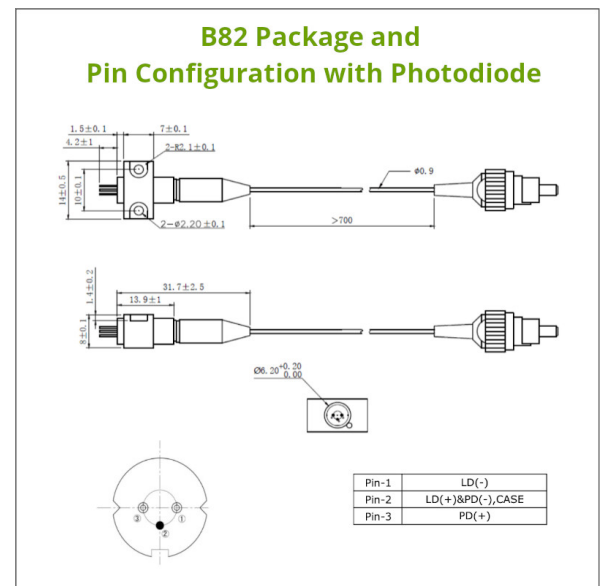 B82 Package and
Pin Configuration with Photodiode
1.5±0.1
7±0.1
4.2±1
2-R2.1±0.1
14±0.5
10±0.1
2-ø2.20±0.1
ø0.9
>700
31.7±2.5
13.9±1
1.4±0.2
8±0.1
Ø6.20+0.20
0.00
③
①
②
Pin-1 LD(-)
Pin-2 LD(+)&PD(-),CASE
Pin-3 PD(+)